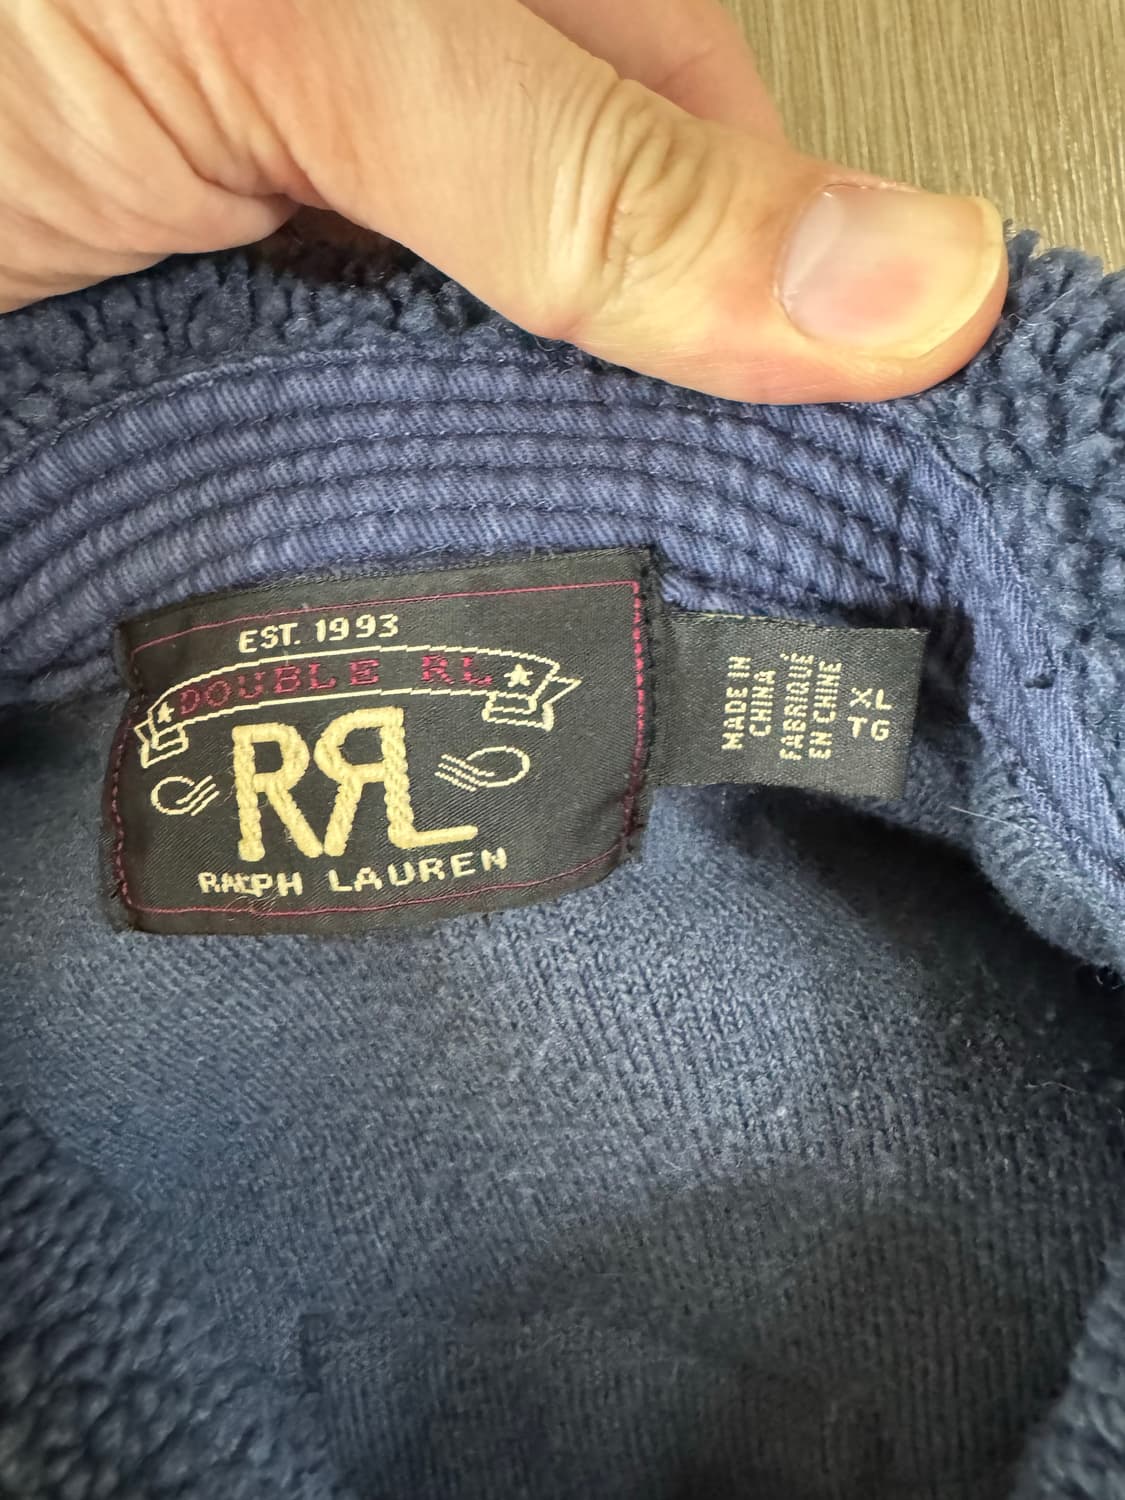 EST. 1993
DOUBLE RL
RRL
RALPH LAUREN
MADE IN
CHINA
FABRIQUÉ
EN CHINE
XL
TG